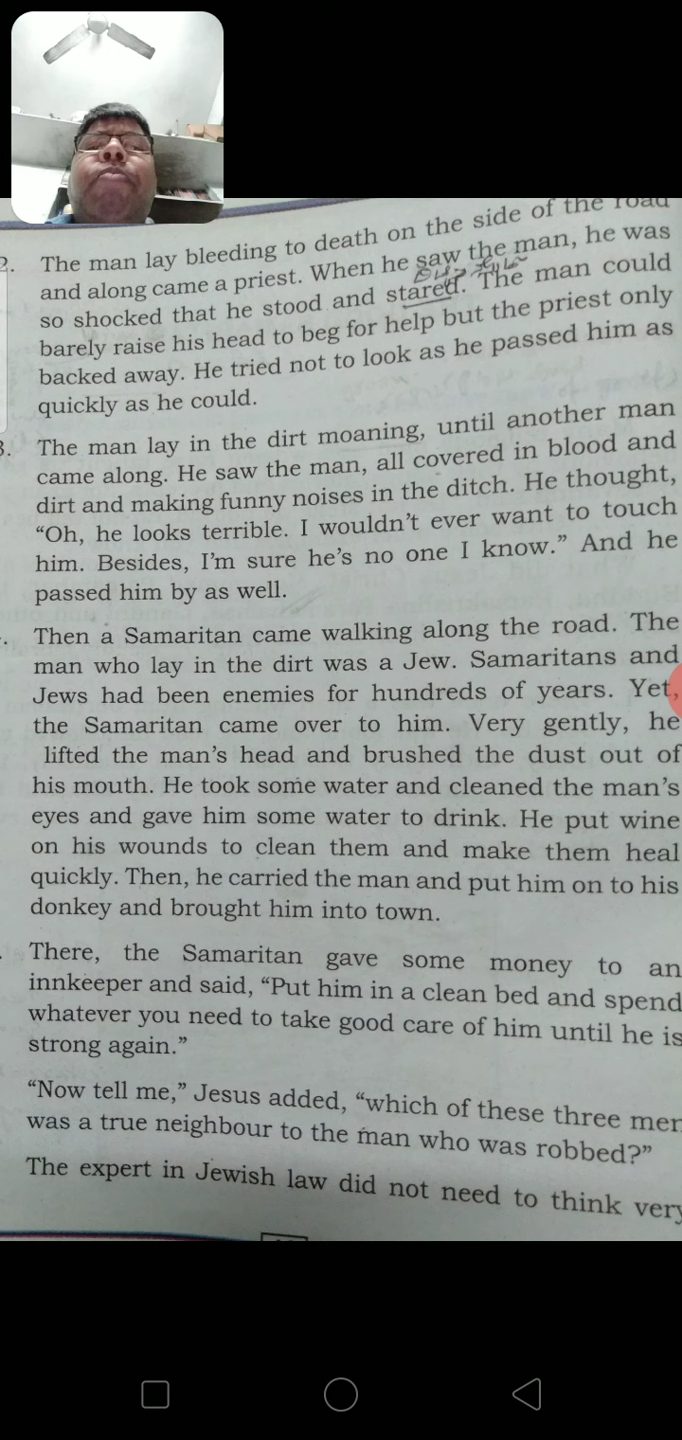 2. The man lay bleeding to death on the side of the road
and along came a priest. When he saw the man, he was
so shocked that he stood and stared. The man could
barely raise his head to beg for help but the priest only
backed away. He tried not to look as he passed him as
quickly as he could.
3. The man lay in the dirt moaning, until another man
came along. He saw the man, all covered in blood and
dirt and making funny noises in the ditch. He thought,
“Oh, he looks terrible. I wouldn’t ever want to touch
him. Besides, I’m sure he’s no one I know.” And he
passed him by as well.
Then a Samaritan came walking along the road. The
man who lay in the dirt was a Jew. Samaritans and
Jews had been enemies for hundreds of years. Yet,
the Samaritan came over to him. Very gently, he
lifted the man’s head and brushed the dust out of
his mouth. He took some water and cleaned the man’s
eyes and gave him some water to drink. He put wine
on his wounds to clean them and make them heal
quickly. Then, he carried the man and put him on to his
donkey and brought him into town.
There, the Samaritan gave some money to an
innkeeper and said, “Put him in a clean bed and spend
whatever you need to take good care of him until he is
strong again.”
“Now tell me,” Jesus added, “which of these three men
was a true neighbour to the man who was robbed?”
The expert in Jewish law did not need to think very